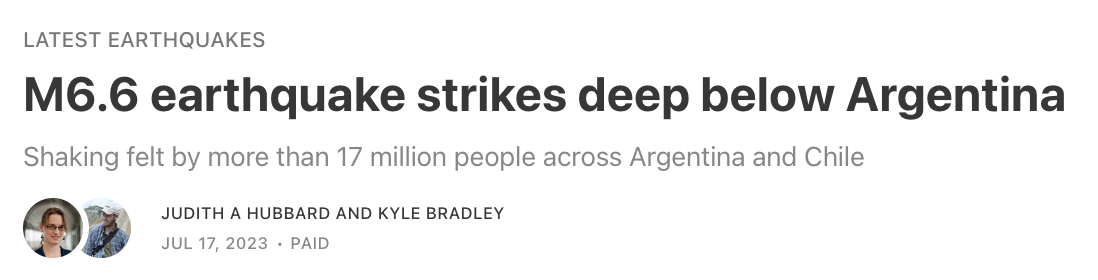 LATEST EARTHQUAKES
M6.6 earthquake strikes deep below Argentina
Shaking felt by more than 17 million people across Argentina and Chile
JUDITH A HUBBARD AND KYLE BRADLEY
JUL 17, 2023 • PAID